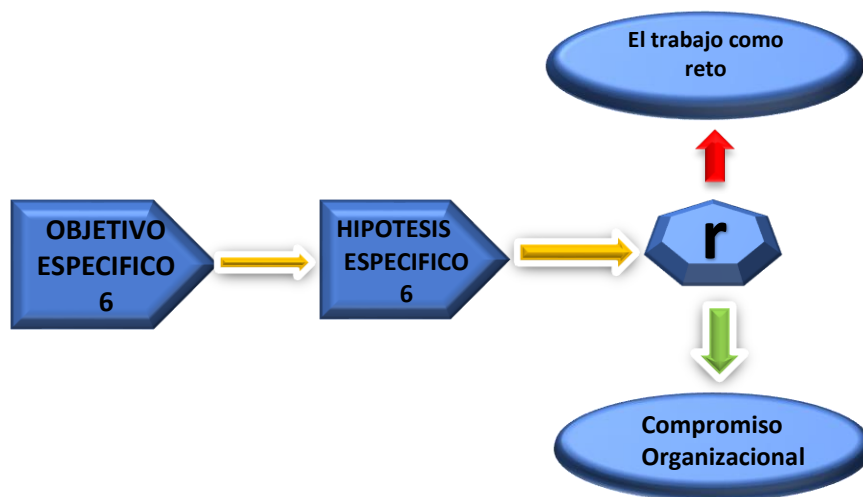 El trabajo como
reto
OBJETIVO
ESPECIFICO
6
HIPOTESIS
ESPECIFICO
6
r
Compromiso
Organizacional